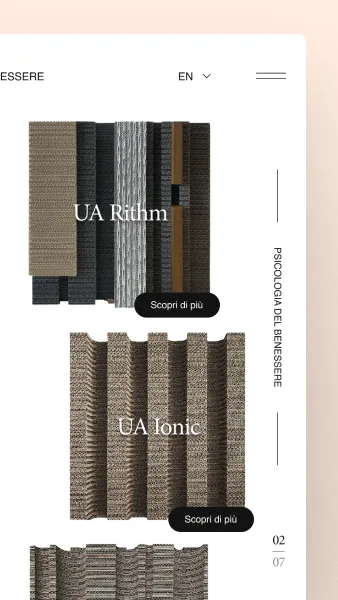 ESSERE
EN
UA Rithm
Scopri di più
PSICOLOGIA DEL BENESSERE
UA Ionic
Scopri di più
02
07